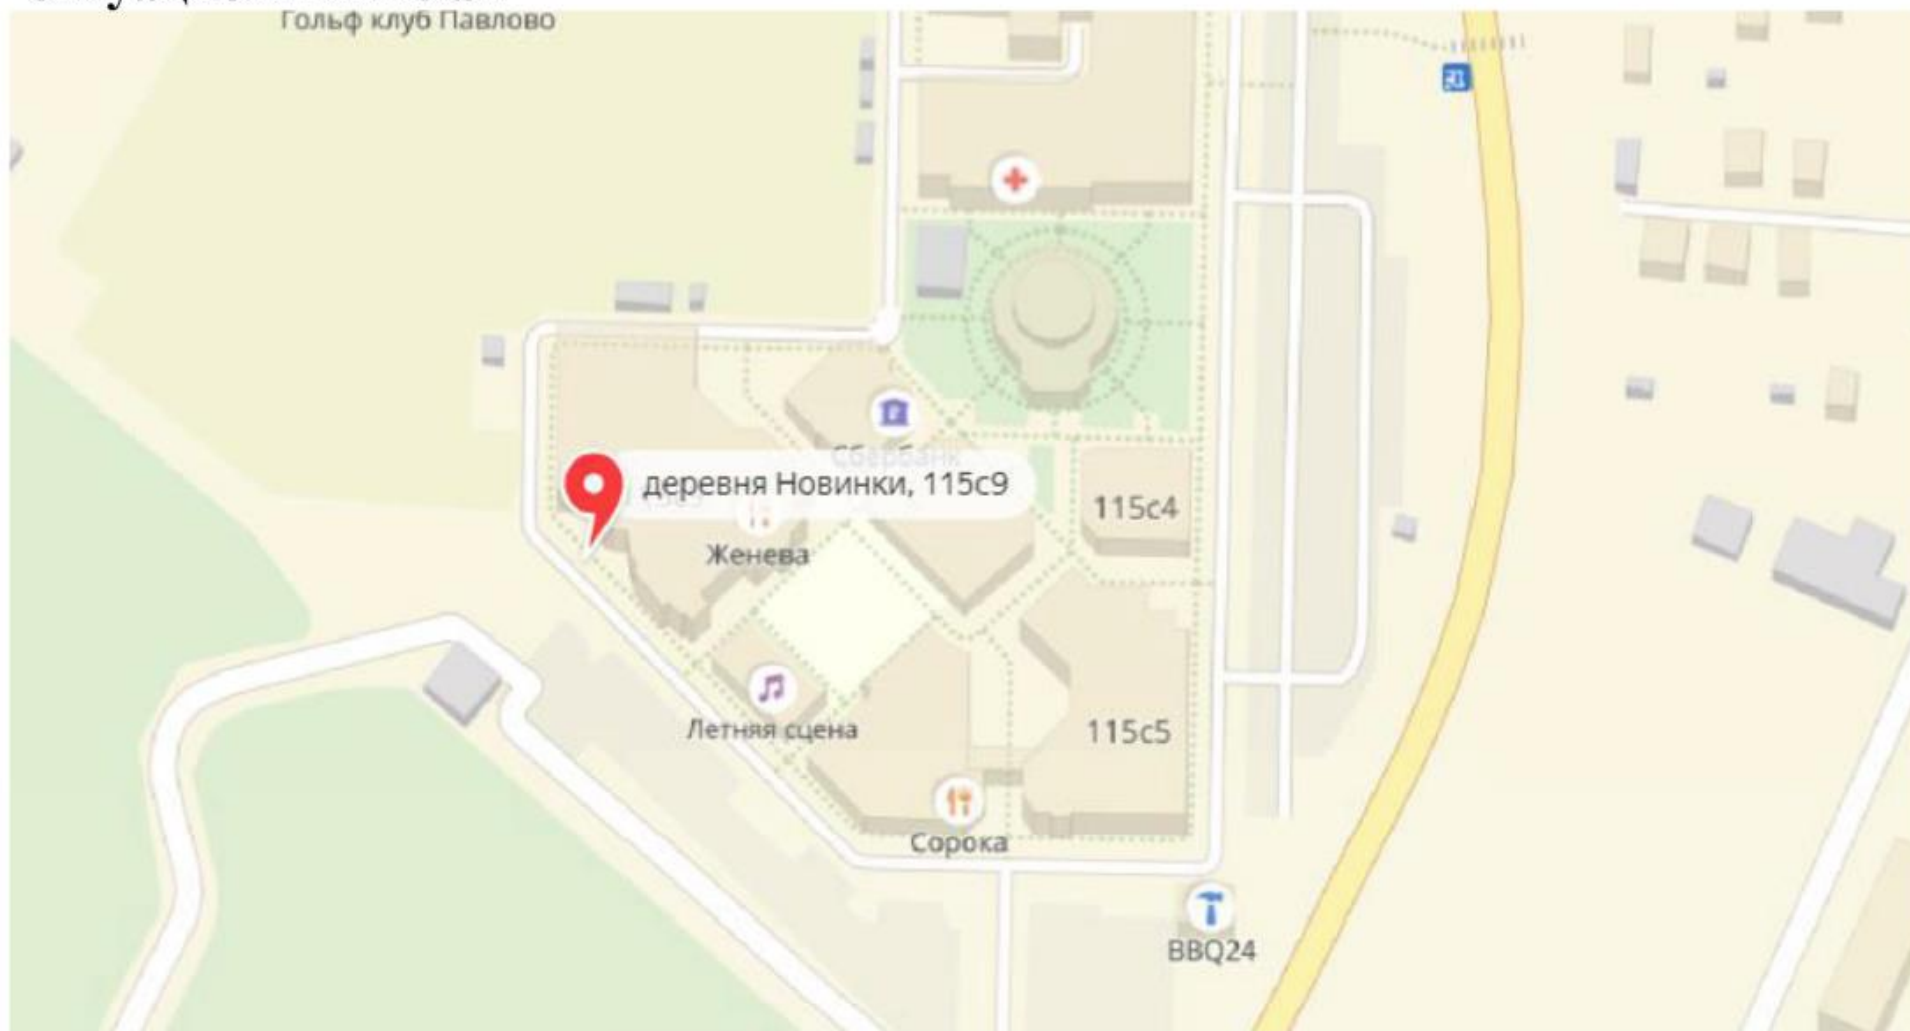 Гольф клуб Павлово
Сбербанк
деревня Новинки, 115с9
115с4
Женева
Летняя сцена
115с5
Сорока
BBQ24